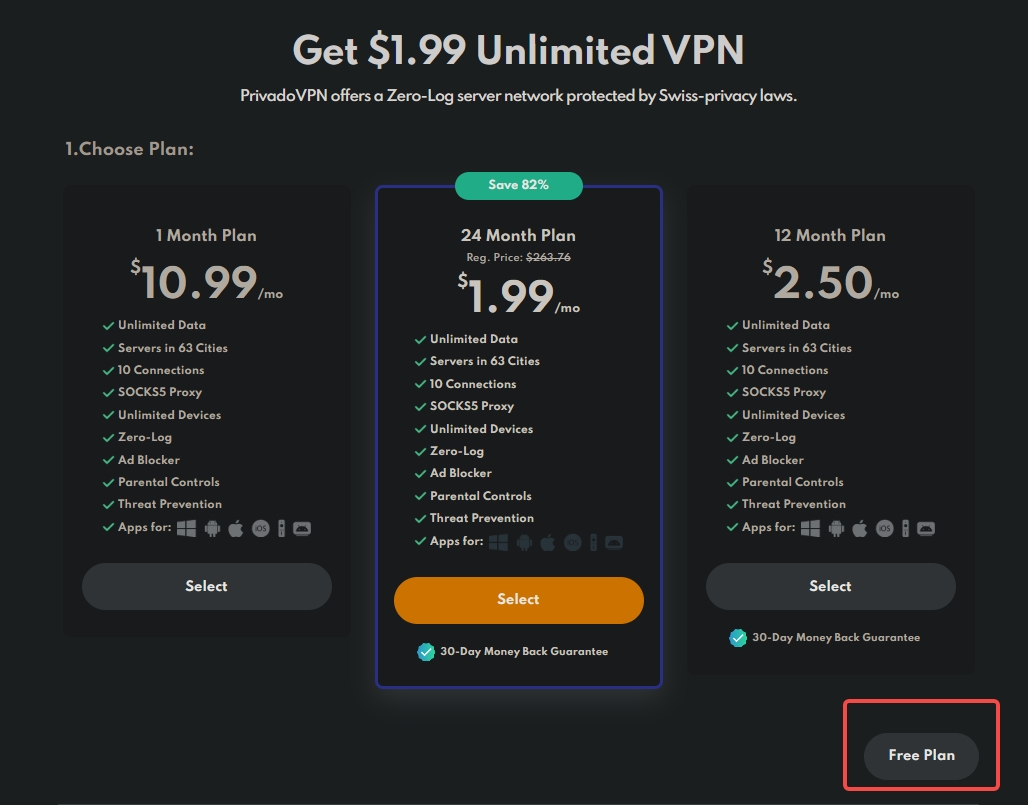 Get $1.99 Unlimited VPN
PrivadoVPN offers a Zero-Log server network protected by Swiss-privacy laws.
1.Choose Plan:
1 Month Plan
$10.99/mo
Unlimited Data
Servers in 63 Cities
10 Connections
SOCKS5 Proxy
Unlimited Devices
Zero-Log
Ad Blocker
Parental Controls
Threat Prevention
Apps for: iOS
Select
Save 82%
24 Month Plan
Reg. Price: $263.76
$1.99/mo
Unlimited Data
Servers in 63 Cities
10 Connections
SOCKS5 Proxy
Unlimited Devices
Zero-Log
Ad Blocker
Parental Controls
Threat Prevention
Apps for: iOS
Select
30-Day Money Back Guarantee
12 Month Plan
$2.50/mo
Unlimited Data
Servers in 63 Cities
10 Connections
SOCKS5 Proxy
Unlimited Devices
Zero-Log
Ad Blocker
Parental Controls
Threat Prevention
Apps for: iOS
Select
30-Day Money Back Guarantee
Free Plan